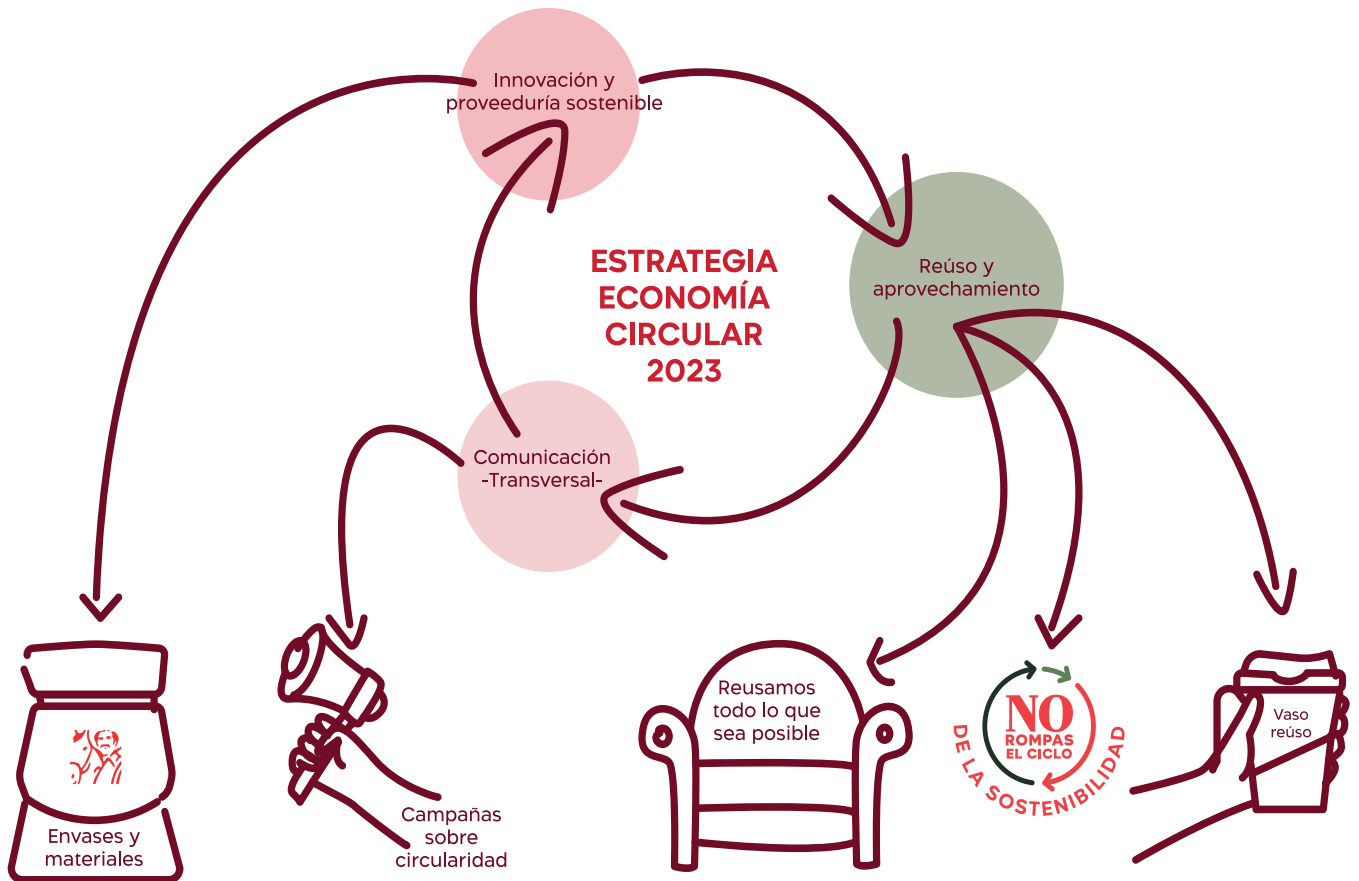 Innovación y
proveeduría sostenible
ESTRATEGIA
ECONOMÍA
CIRCULAR
2023
Reúso y
aprovechamiento
Comunicación
-Transversal-
Envases y
materiales
Campañas
sobre
circularidad
Reusamos
todo lo que
sea posible
NO
ROMPAS
EL CICLO
DE LA SOSTENIBILIDAD
Vaso
reúso